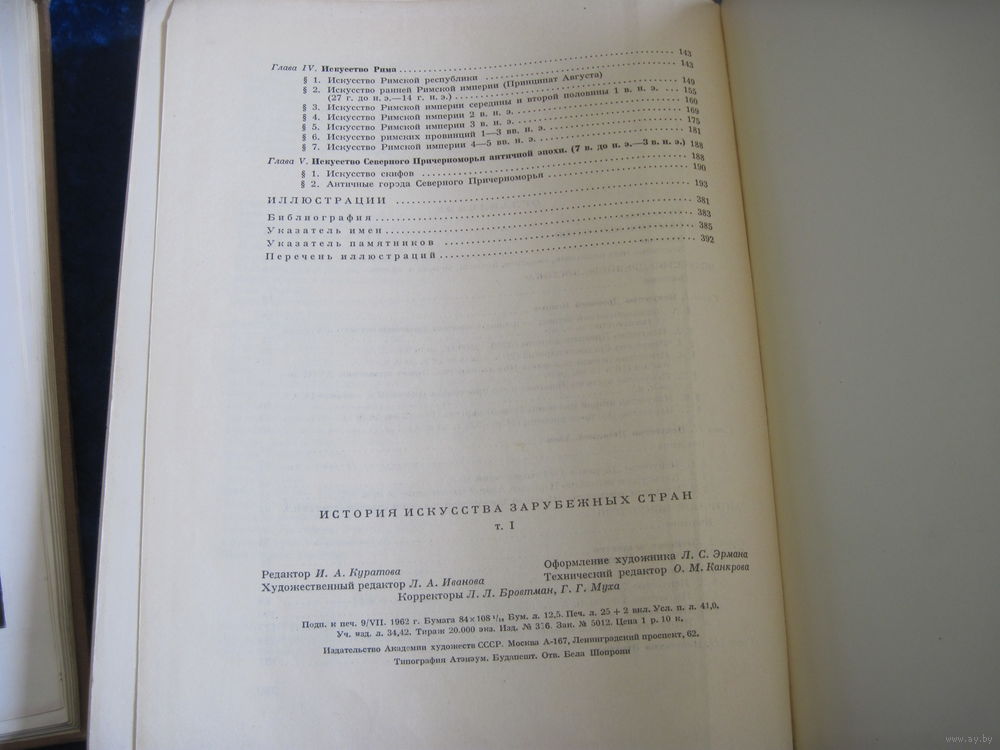 Глава IV. Искусство Рима 143
§ 1. Искусство Римской республики 143
§ 2. Искусство ранней Римской империи (Принципат Августа)
(27 г. до н. э.—14 г. н. э.) 149
§ 3. Искусство Римской империи середины и второй половины 1 в. н. э. 155
§ 4. Искусство Римской империи 2 в. н. э. 160
§ 5. Искусство Римской империи 3 в. н. э. 169
§ 6. Искусство римских провинций 1—3 вв. н. э. 175
§ 7. Искусство Римской империи 4—5 вв. н. э. 181
Глава V. Искусство Северного Причерноморья античной эпохи. (7 в. до н. э.—3 в. н. э.) 188
§ 1. Искусство скифов 188
§ 2. Античные города Северного Причерноморья 190
ИЛЛЮСТРАЦИИ 193
Библиография 381
Указатель имен 383
Указатель памятников 385
Перечень иллюстраций 392
ИСТОРИЯ ИСКУССТВА ЗАРУБЕЖНЫХ СТРАН
т. I
Редактор И. А. Куратова Оформление художника Л. С. Эрмана
Художественный редактор Л. А. Иванова Технический редактор О. М. Канкрова
Корректоры Л. Л. Бровтман, Г. Г. Муха
Подп. к печ. 9/VII. 1962 г. Бумага 84×108 1/16 Бум. л. 12,5. Печ. л. 25 + 2 вкл. Усл. п. л. 41,0.
Уч. изд. л. 34,42. Тираж 20.000 экз. Изд. № Зак. № 5012. Цена 1 р. 10 к.
Издательство Академии художеств СССР. Москва А-167, Ленинградский проспект, 62.
Типография Атэнэум. Будапешт. Отв. Бела Шопрони
www.ay.by